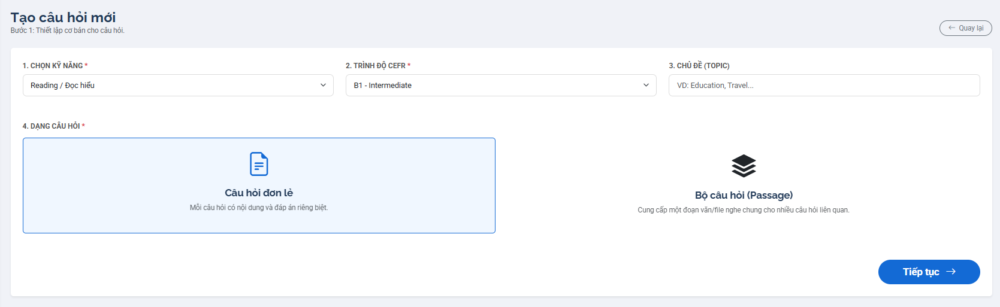 Tạo câu hỏi mới
Bước 1: Thiết lập cơ bản cho câu hỏi.
← Quay lại
1. CHỌN KỸ NĂNG *
2. TRÌNH ĐỘ CEFR *
3. CHỦ ĐỀ (TOPIC)
Reading / Đọc hiểu
B1 - Intermediate
VD: Education, Travel...
4. DẠNG CÂU HỎI *
Câu hỏi đơn lẻ
Mỗi câu hỏi có nội dung và đáp án riêng biệt.
Bộ câu hỏi (Passage)
Cung cấp một đoạn văn/file nghe chung cho nhiều câu hỏi liên quan.
Tiếp tục →